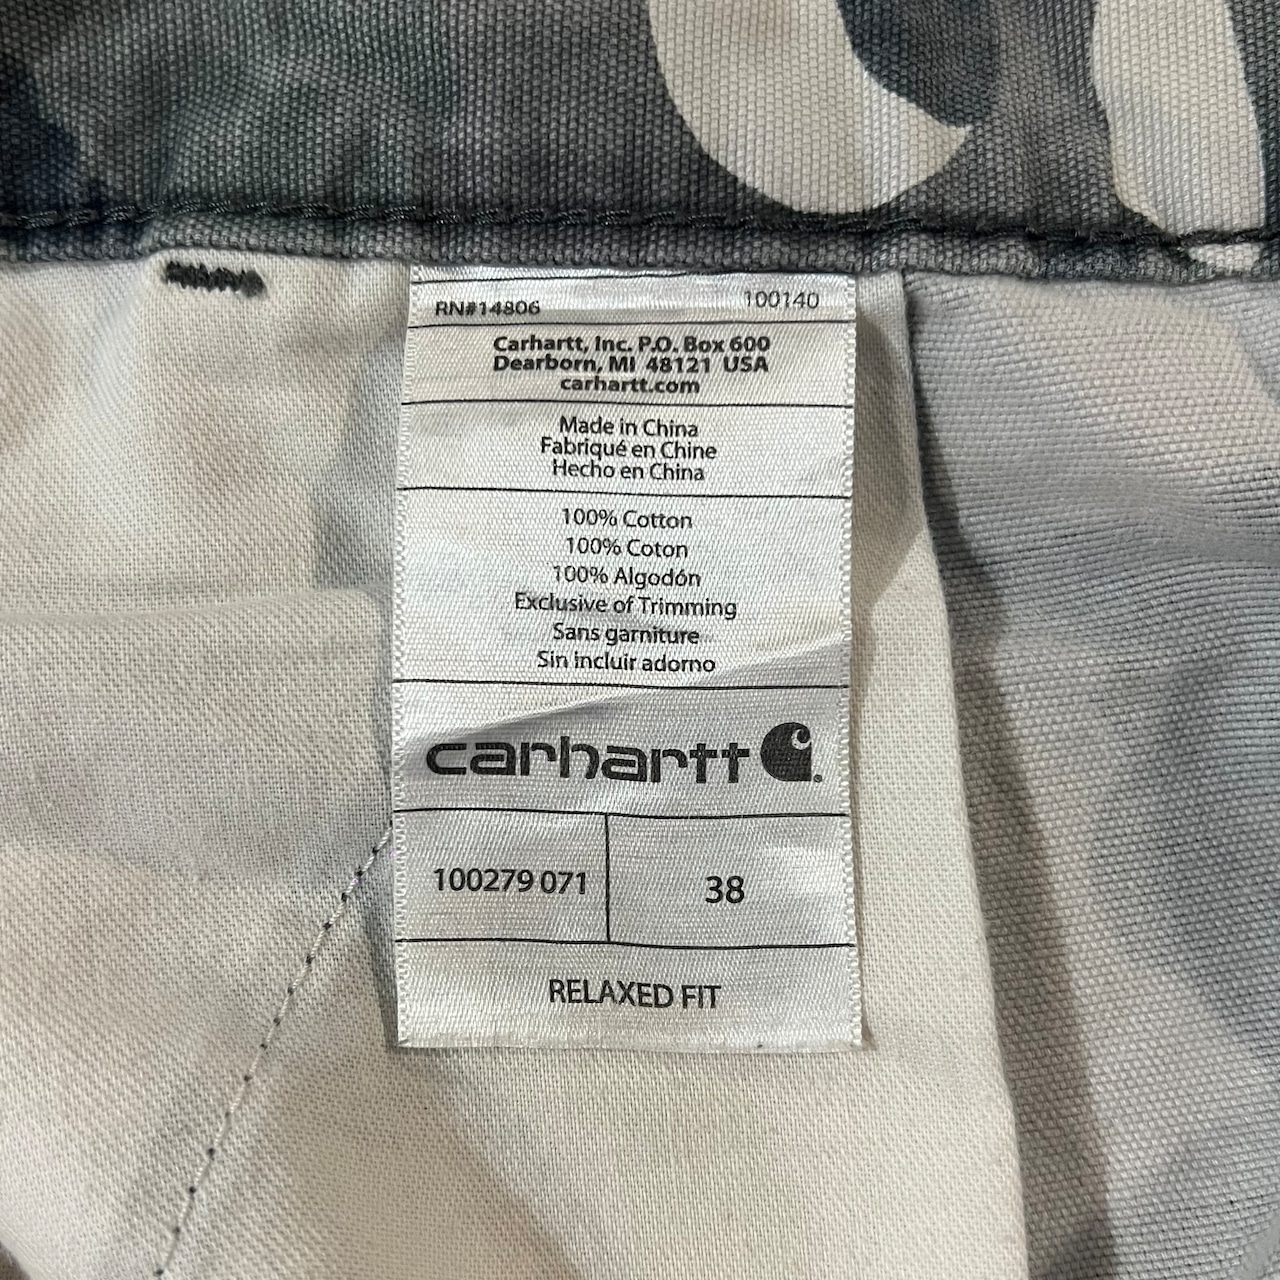 RN#14806 100140
Carhartt, Inc. P.O. Box 600
Dearborn, MI 48121 USA
carhartt.com
Made in China
Fabriqué en Chine
Hecho en China
100% Cotton
100% Coton
100% Algodón
Exclusive of Trimming
Sans garniture
Sin incluir adorno
carhartt
100279 071 38
RELAXED FIT